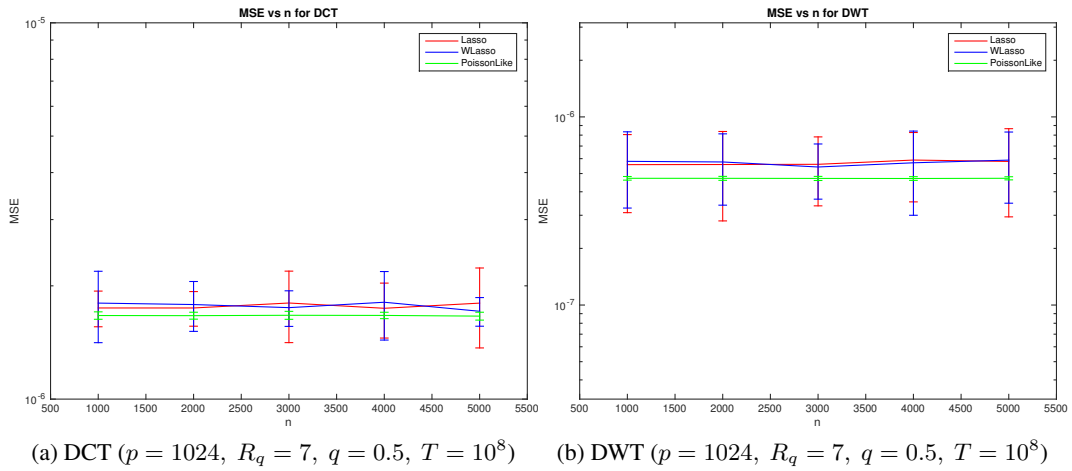 MSE vs n for DCT
10^-5
Lasso
WLasso
PoissonLike
MSE
10^-6
500 1000 1500 2000 2500 3000 3500 4000 4500 5000 5500
n
(a) DCT (p = 1024, R_q = 7, q = 0.5, T = 10^8)
MSE vs n for DWT
Lasso
WLasso
PoissonLike
10^-6
MSE
10^-7
500 1000 1500 2000 2500 3000 3500 4000 4500 5000 5500
n
(b) DWT (p = 1024, R_q = 7, q = 0.5, T = 10^8)